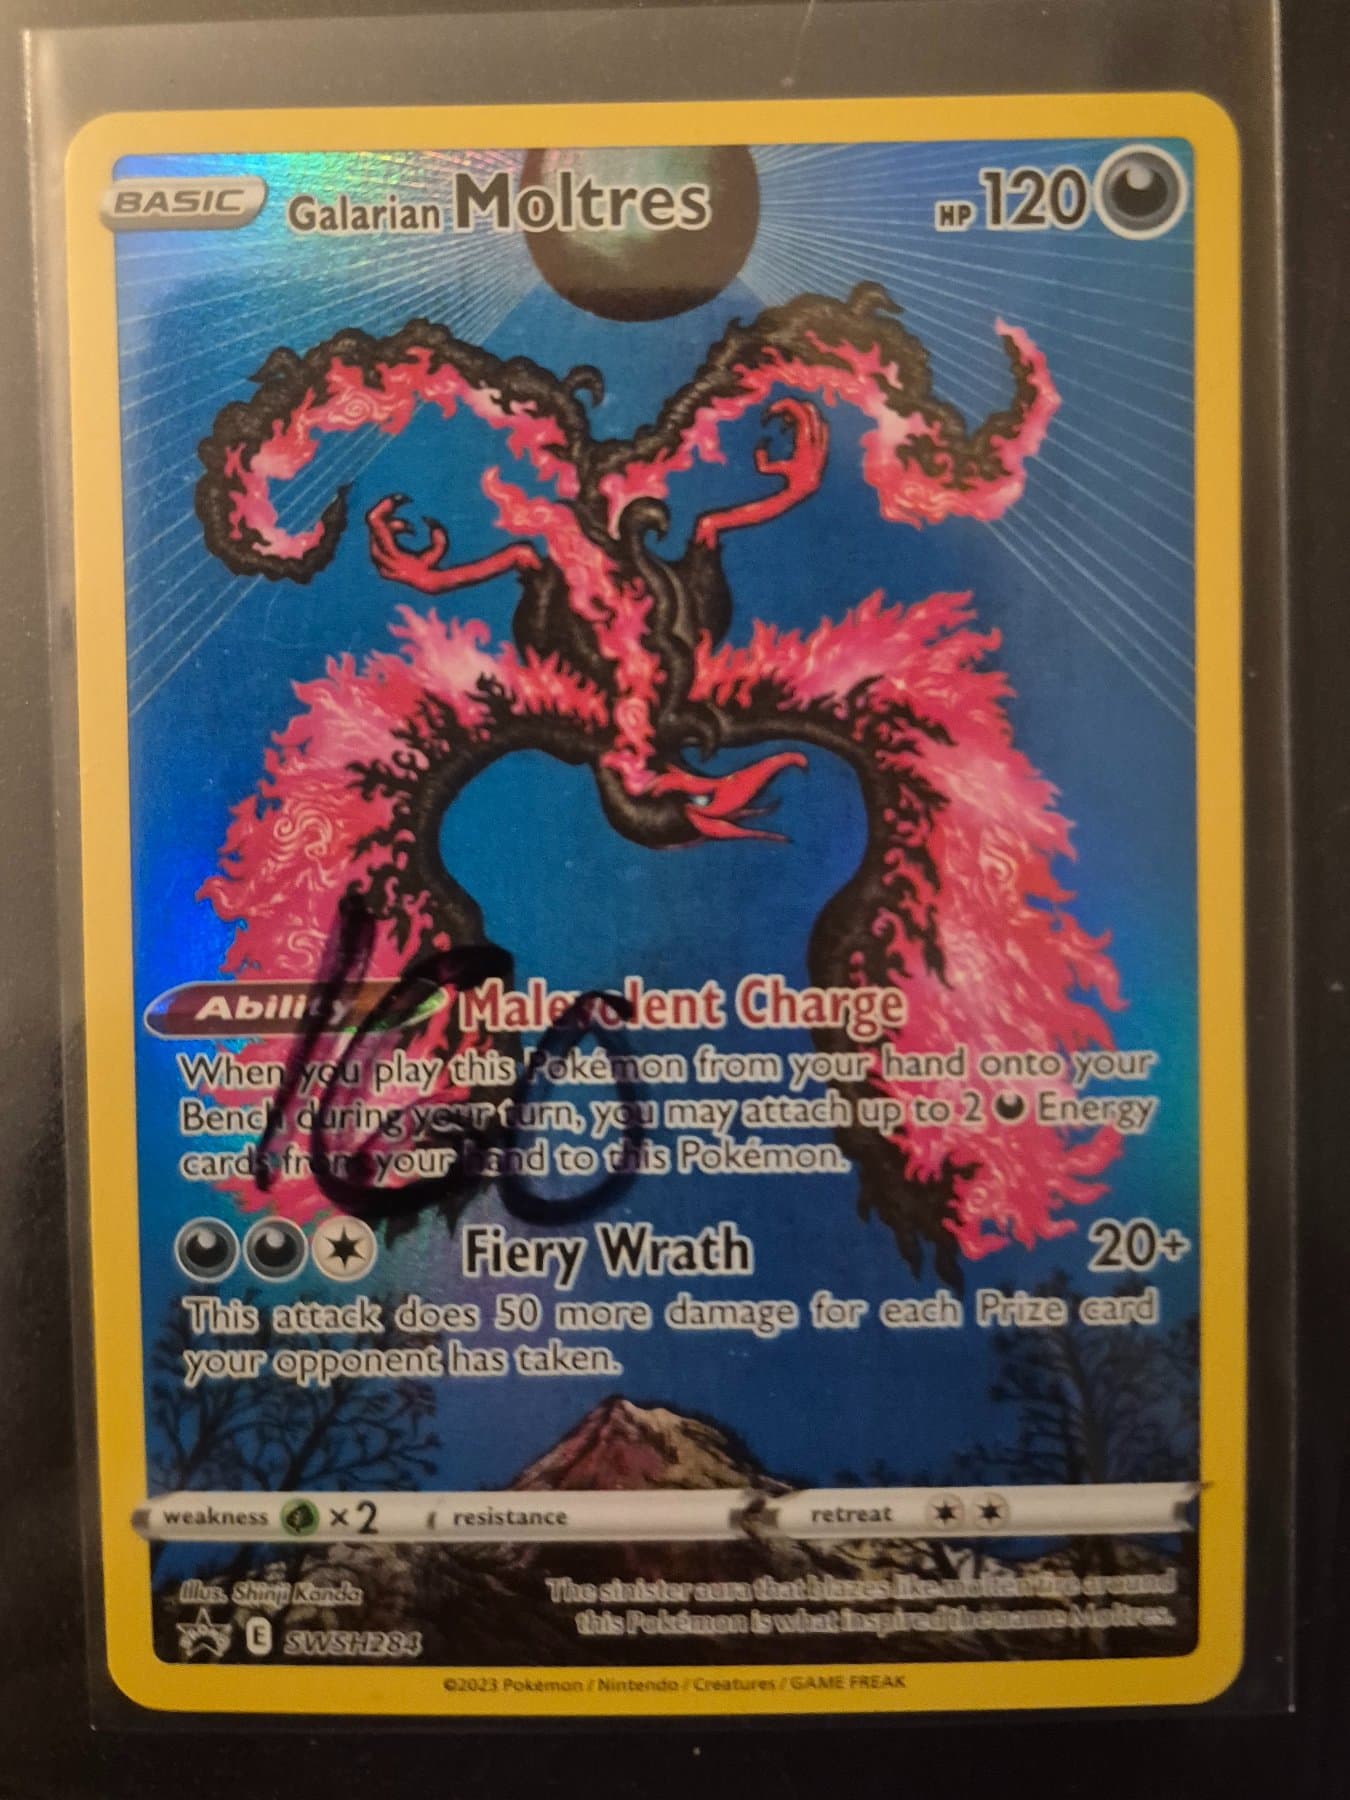 BASIC Galarian Moltres HP 120
Ability Malevolent Charge
When you play this Pokémon from your hand onto your
Bench during your turn, you may attach up to 2 Energy
cards from your hand to this Pokémon.
Fiery Wrath 20+
This attack does 50 more damage for each Prize card
your opponent has taken.
weakness ×2 resistance retreat
Illus. Shinji Kanda
The sinister aura that blazes like molten fire around
this Pokémon is what inspired the name Moltres.
E SWSH284
©2023 Pokémon / Nintendo / Creatures / GAME FREAK